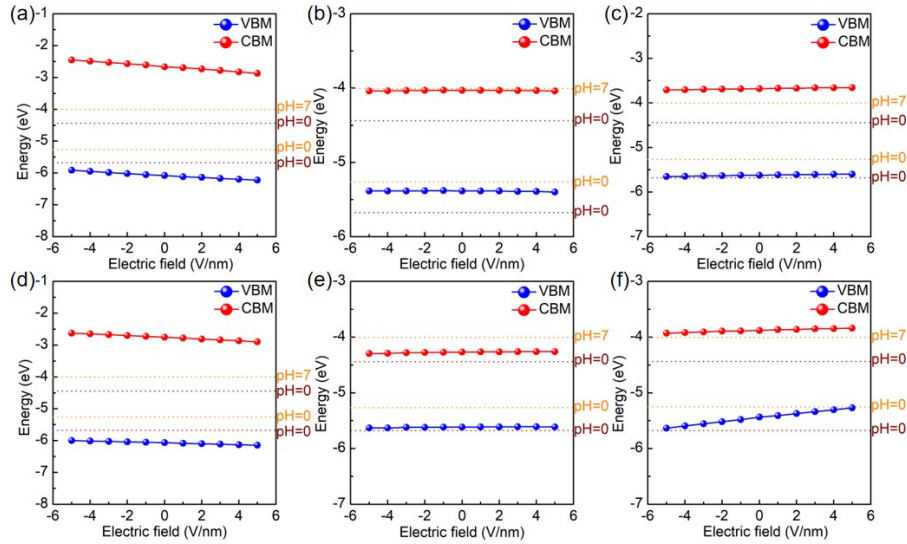 (a)
-1
-2
-3
-4
-5
-6
-7
-8
Energy (eV)
VBM
CBM
pH=7
pH=0
pH=0
pH=0
-6 -4 -2 0 2 4 6
Electric field (V/nm)
(b)
-3
-4
-5
-6
Energy (eV)
VBM
CBM
pH=7
pH=0
pH=0
pH=0
-6 -4 -2 0 2 4 6
Electric field (V/nm)
(c)
-2
-3
-4
-5
-6
-7
Energy (eV)
VBM
CBM
pH=7
pH=0
pH=0
pH=0
-6 -4 -2 0 2 4 6
Electric field (V/nm)
(d)
-1
-2
-3
-4
-5
-6
-7
-8
Energy (eV)
VBM
CBM
pH=7
pH=0
pH=0
pH=0
-6 -4 -2 0 2 4 6
Electric field (V/nm)
(e)
-3
-4
-5
-6
-7
Energy (eV)
VBM
CBM
pH=7
pH=0
pH=0
pH=0
-6 -4 -2 0 2 4 6
Electric field (V/nm)
(f)
-3
-4
-5
-6
-7
Energy (eV)
VBM
CBM
pH=7
pH=0
pH=0
pH=0
-6 -4 -2 0 2 4 6
Electric field (V/nm)